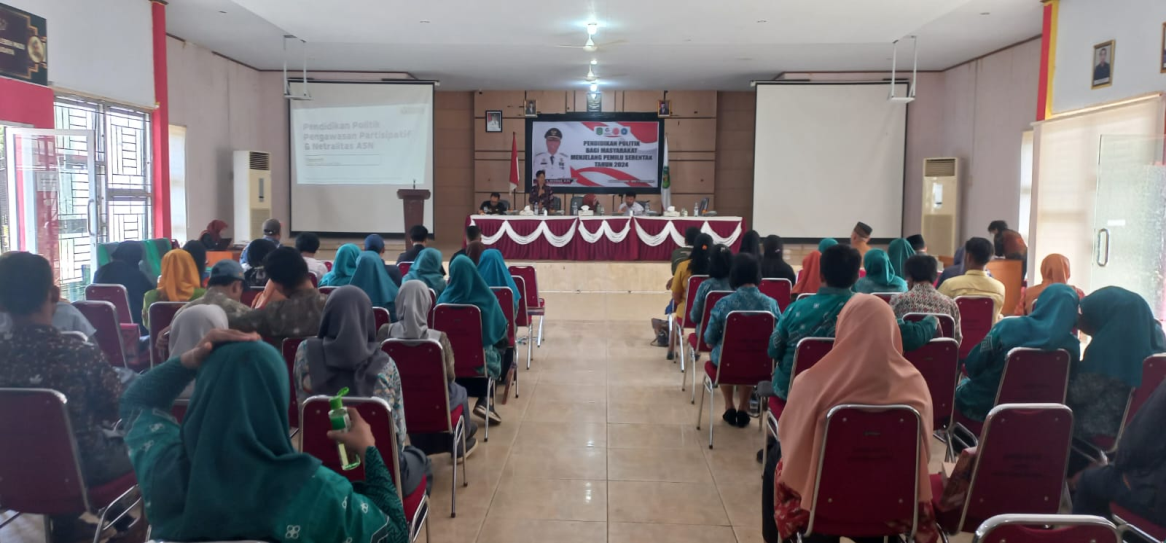 Pendidikan Politik
Pengawasan Partisipatif
& Netralitas ASN
PENDIDIKAN POLITIK
BAGI MASYARAKAT
MENJELANG PEMILU SERENTAK
TAHUN 2024